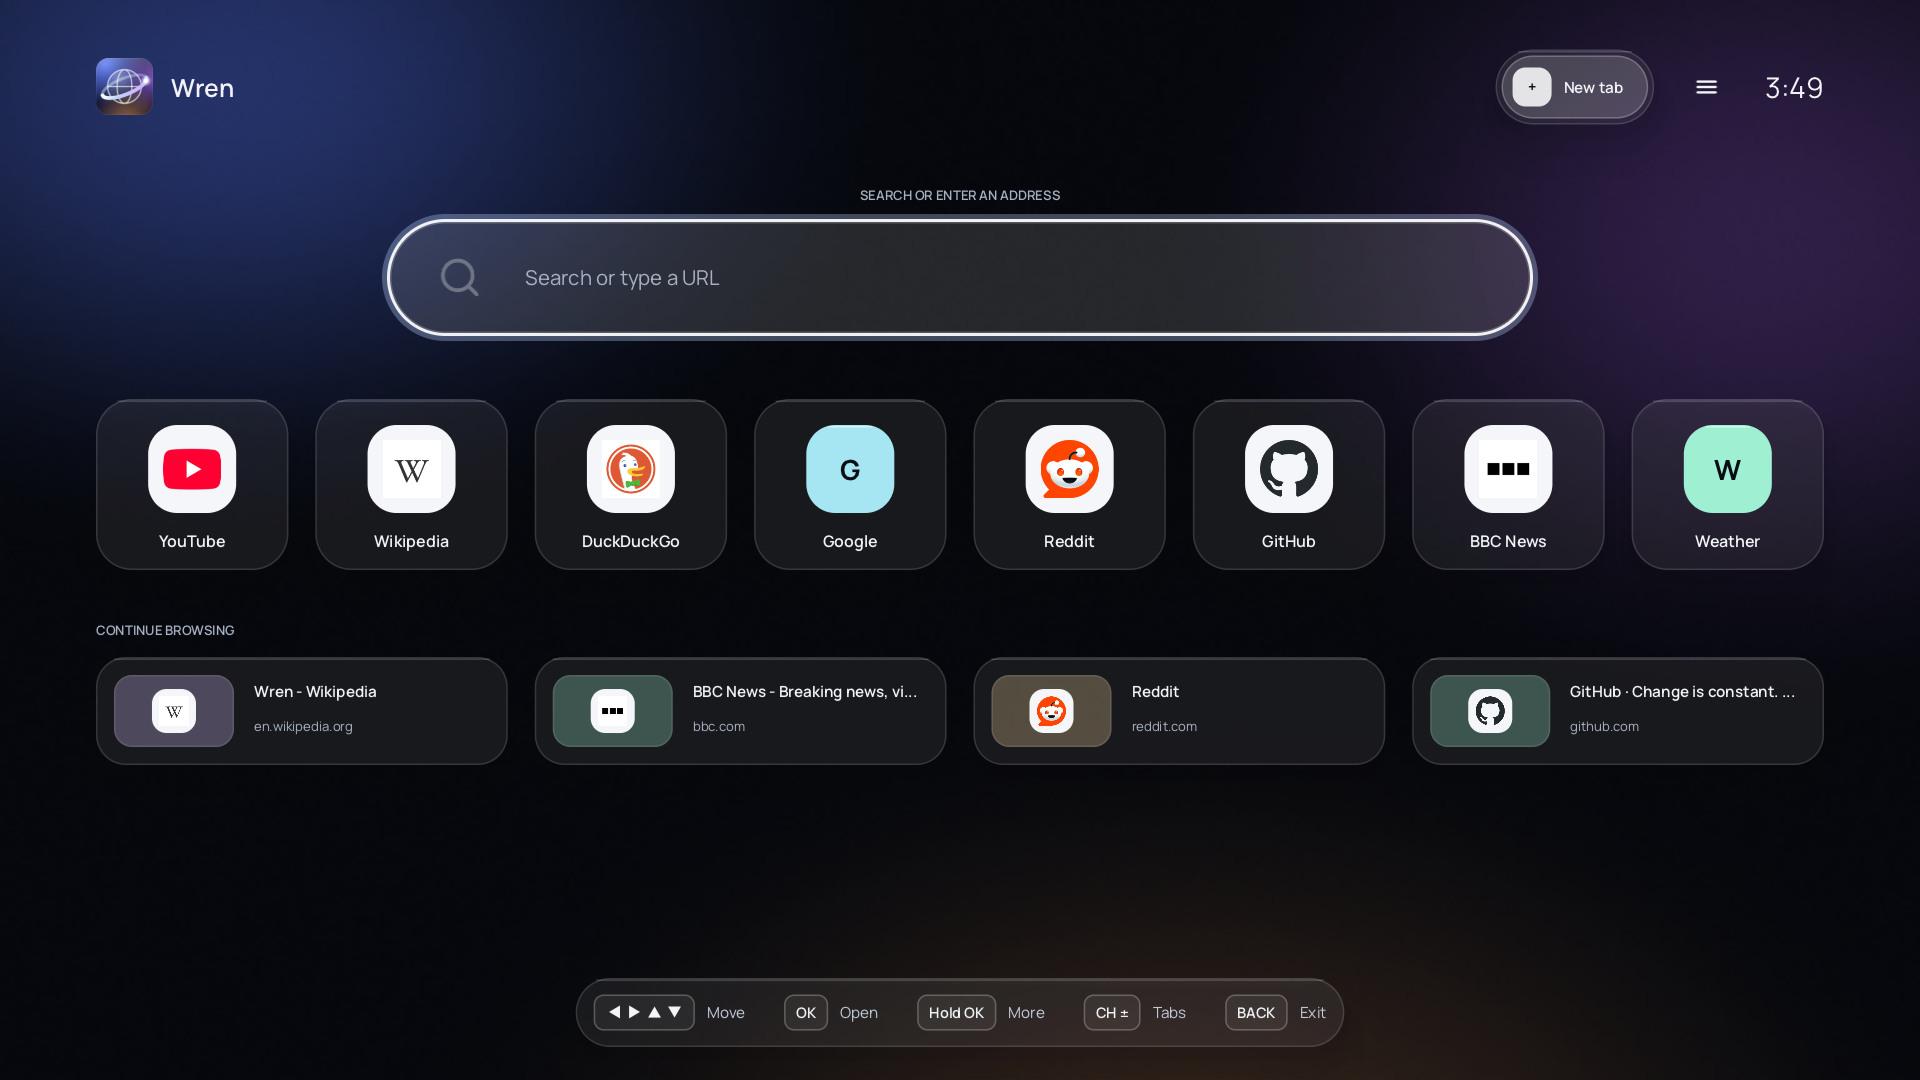 Wren
+ New tab
3:49
SEARCH OR ENTER AN ADDRESS
Search or type a URL
W
G
W
YouTube
Wikipedia
DuckDuckGo
Google
Reddit
GitHub
BBC News
Weather
CONTINUE BROWSING
W
Wren - Wikipedia
en.wikipedia.org
BBC News - Breaking news, vi...
bbc.com
Reddit
reddit.com
GitHub · Change is constant. ...
github.com
◀ ▶ ▲ ▼ Move
OK Open
Hold OK More
CH ± Tabs
BACK Exit